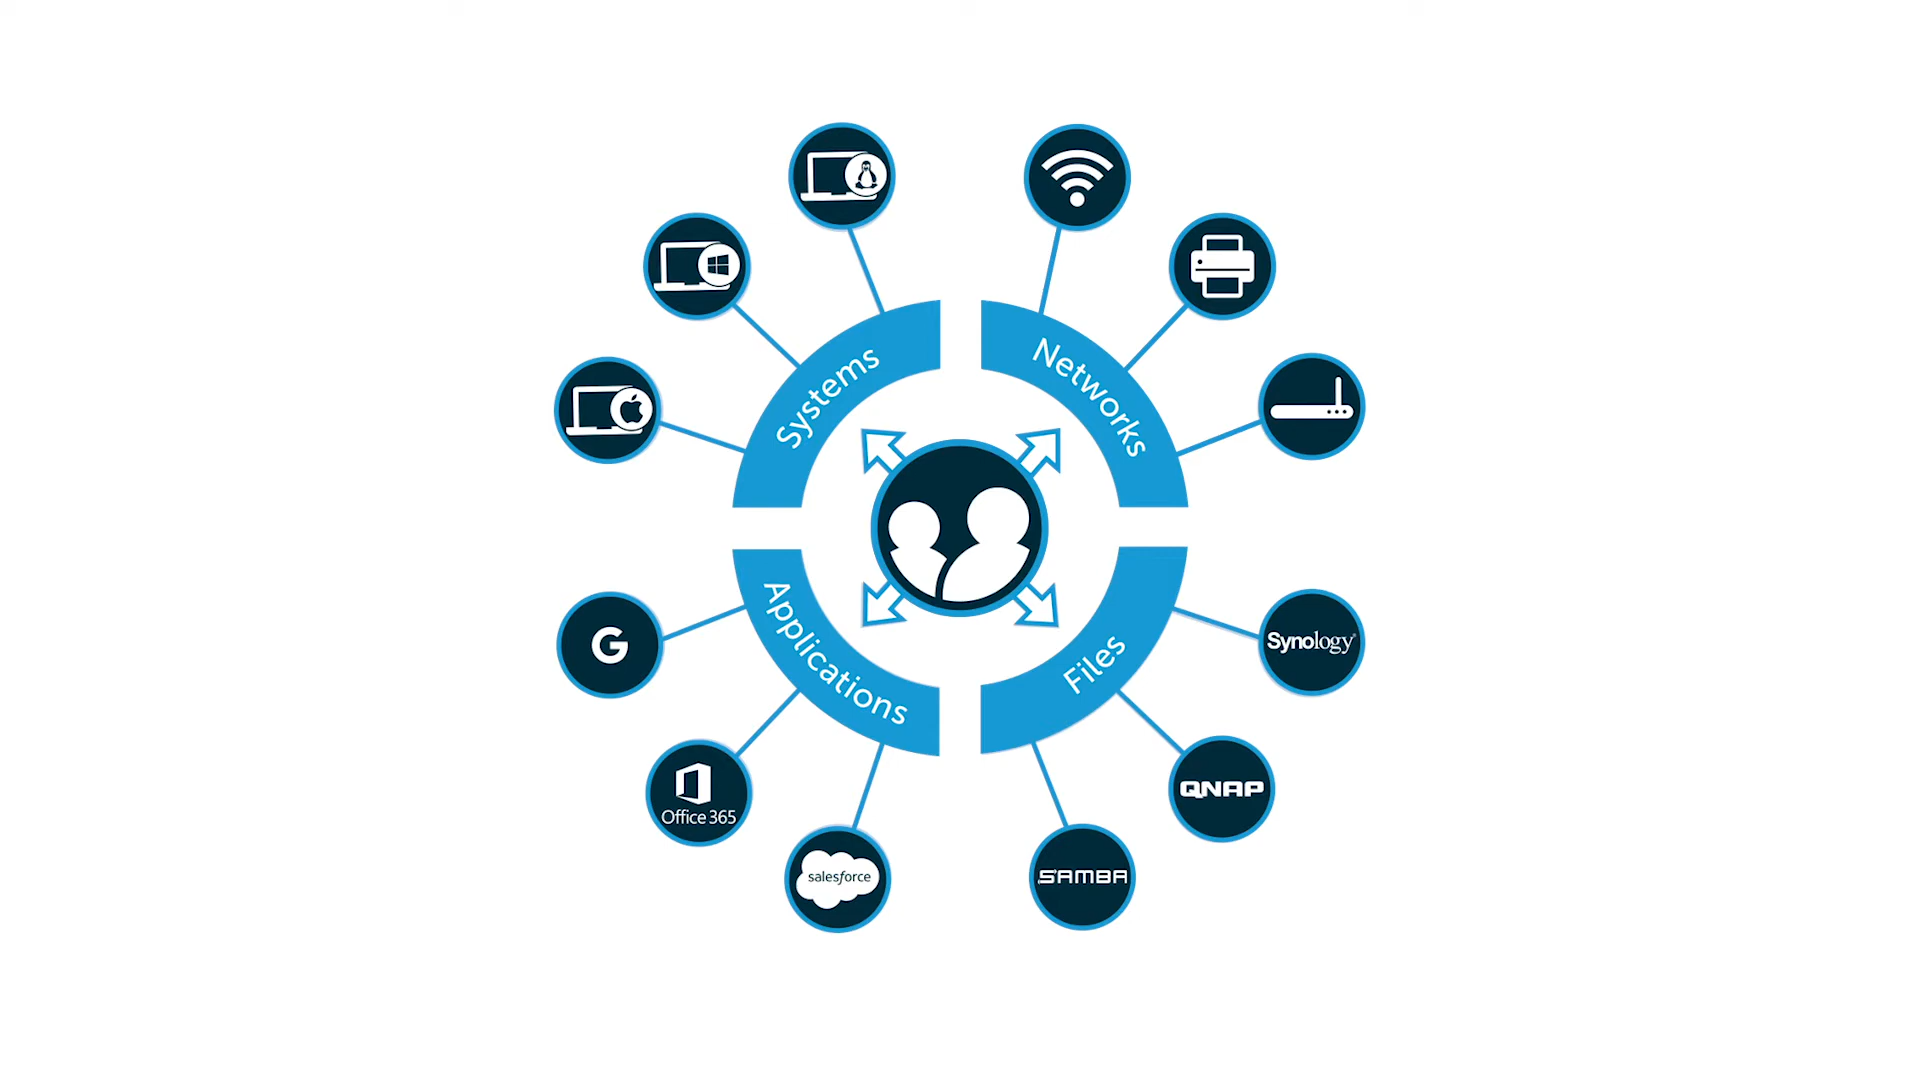 Systems
Networks
Applications
Files
G
Office 365
salesforce
Synology®
QNAP
SAMBA